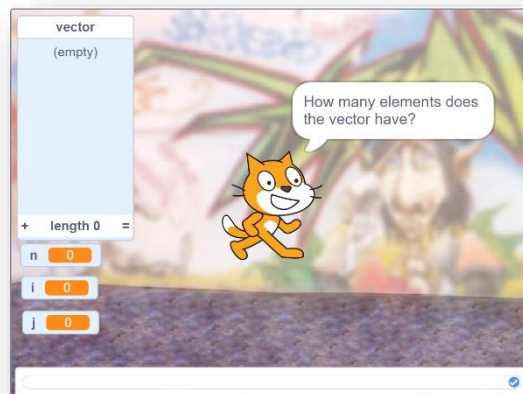 vector
(empty)
+ length 0 =
n 0
i 0
j 0
How many elements does
the vector have?